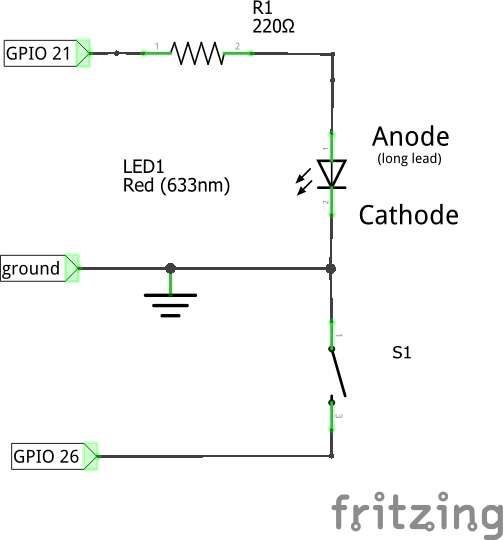 R1
220Ω
GPIO 21
1
2
1
Anode
(long lead)
LED1
Red (633nm)
2
Cathode
ground
1
S1
3
GPIO 26
fritzing